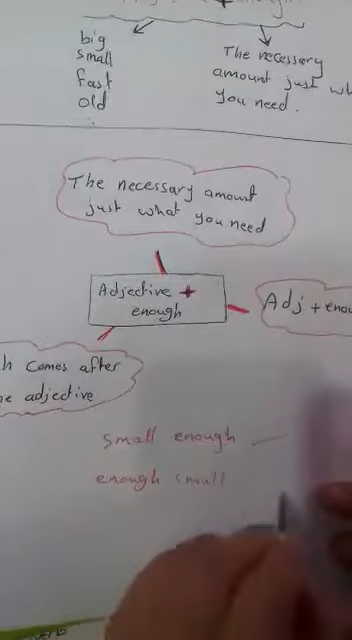 big
small
fast
old
The necessary
amount just
you need.
The necessary amount
just what you need
Adjective +
enough
Adj + enou
comes after
adjective
small enough
enough small
verb